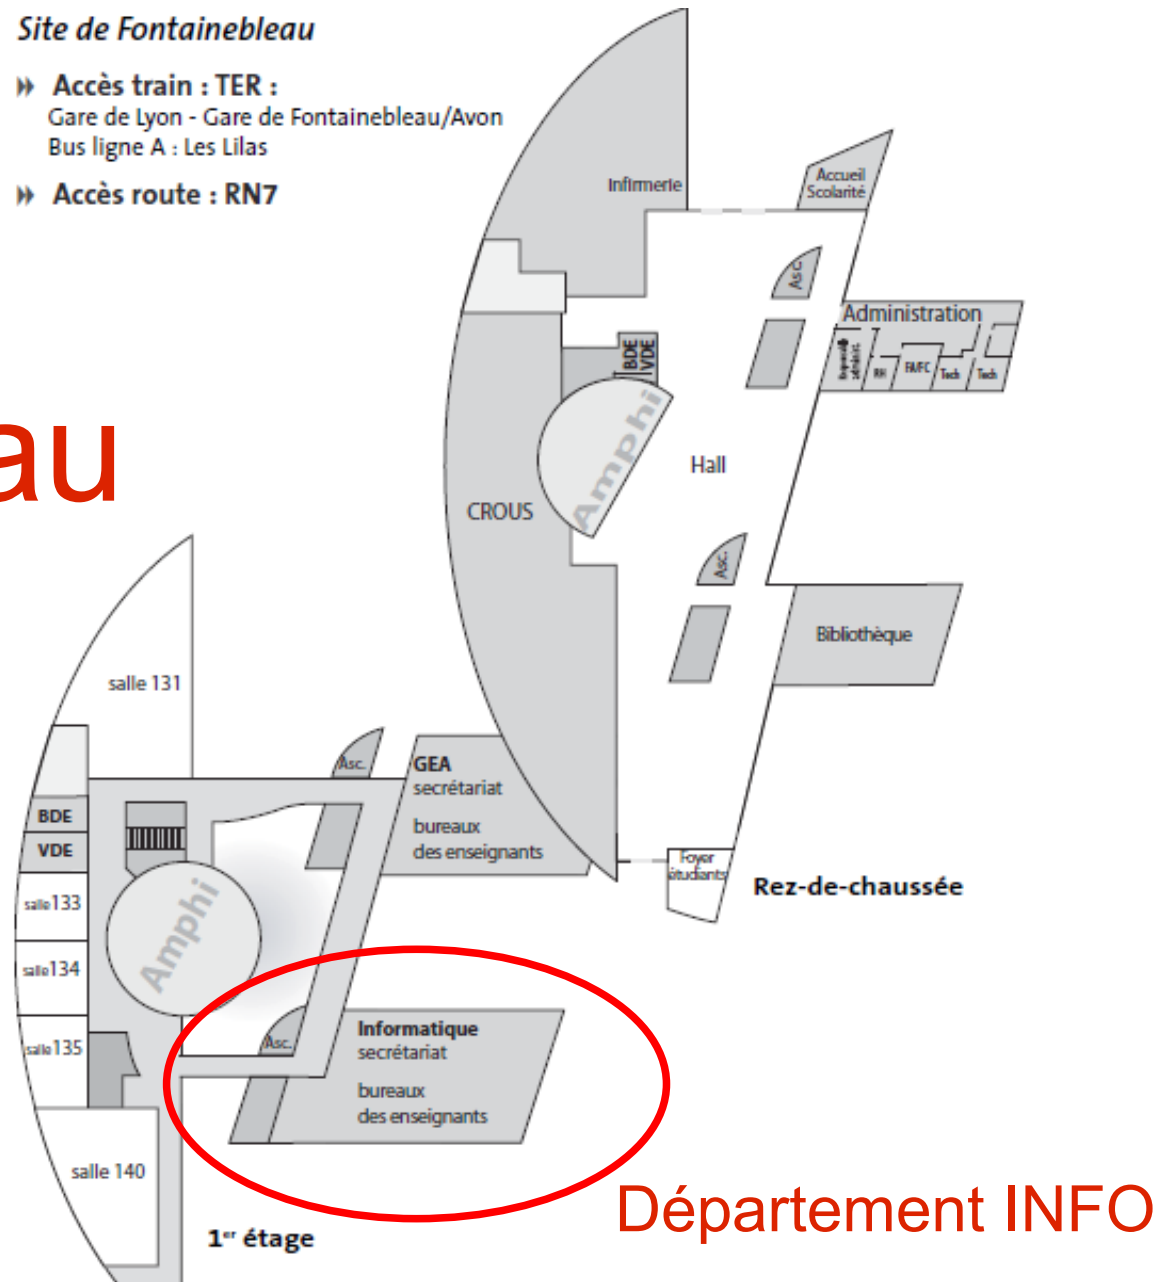 Site de Fontainebleau
Accès train : TER :
Gare de Lyon - Gare de Fontainebleau/Avon
Bus ligne A : Les Lilas
Accès route : RN7
au
Infirmerie
Accueil
Scolarité
Asc.
Administration
RH
Tech
Tech
BDE
VDE
Amphi
Hall
CROUS
Asc.
Bibliothèque
Foyer
étudiants
Rez-de-chaussée
salle 131
Asc.
GEA
secrétariat
bureaux
des enseignants
BDE
VDE
salle 133
Amphi
salle 134
salle 135
Asc.
Informatique
secrétariat
bureaux
des enseignants
salle 140
1er étage
Département INFO